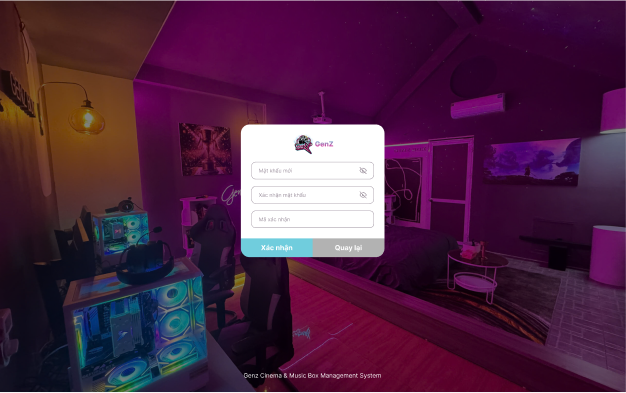 GenZ
Mật khẩu mới
Xác nhận mật khẩu
Mã xác nhận
Xác nhận
Quay lại
Genz Cinema & Music Box Management System